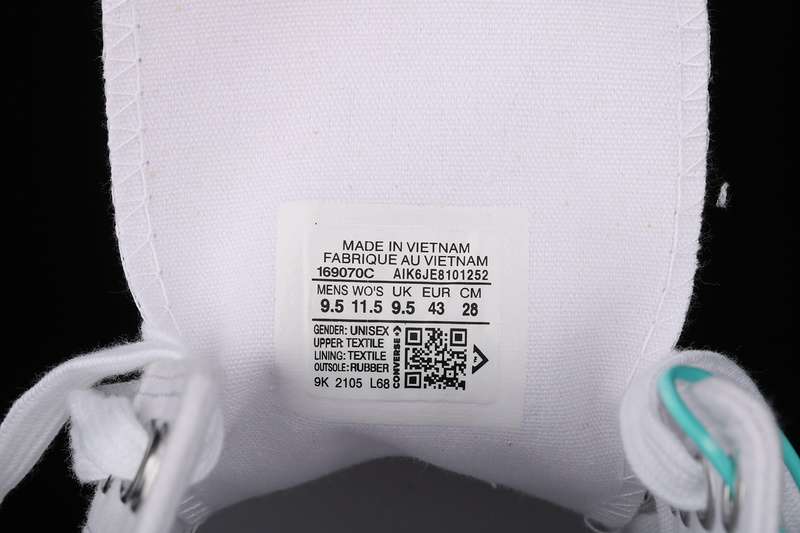 MADE IN VIETNAM
FABRIQUE AU VIETNAM
169070C AIK6JE8101252
MENS WO'S UK EUR CM
9.5 11.5 9.5 43 28
GENDER: UNISEX
UPPER: TEXTILE
LINING: TEXTILE
OUTSOLE: RUBBER
9K 2105 L68
CONVERSE